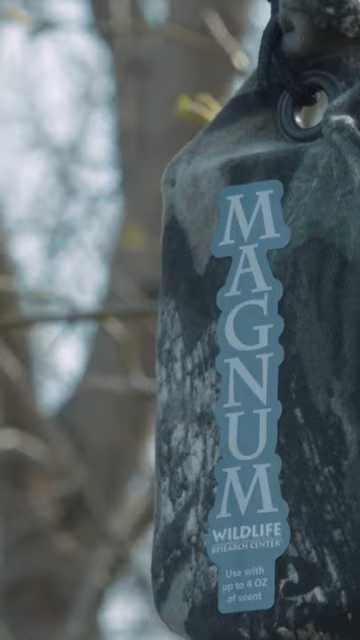 MAGNUM
WILDLIFE
RESEARCH CENTER
Use with
up to 4 OZ
of scent